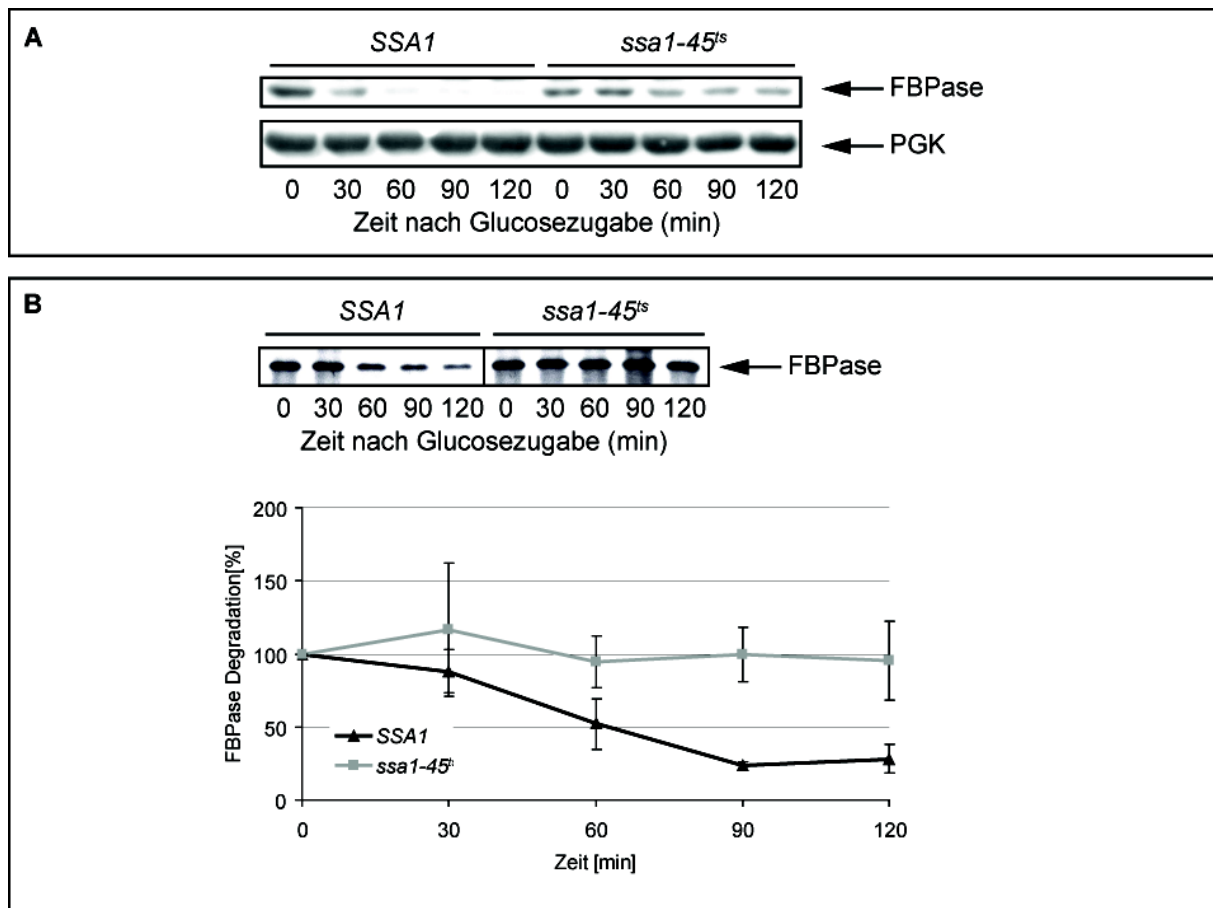 A
SSA1 ssa1-45ts
FBPase
PGK
0 30 60 90 120 0 30 60 90 120
Zeit nach Glucosezugabe (min)
B
SSA1 ssa1-45ts
FBPase
0 30 60 90 120 0 30 60 90 120
Zeit nach Glucosezugabe (min)
200
150
100
50
0
FBPase Degradation[%]
SSA1
ssa1-45t
0 30 60 90 120
Zeit [min]